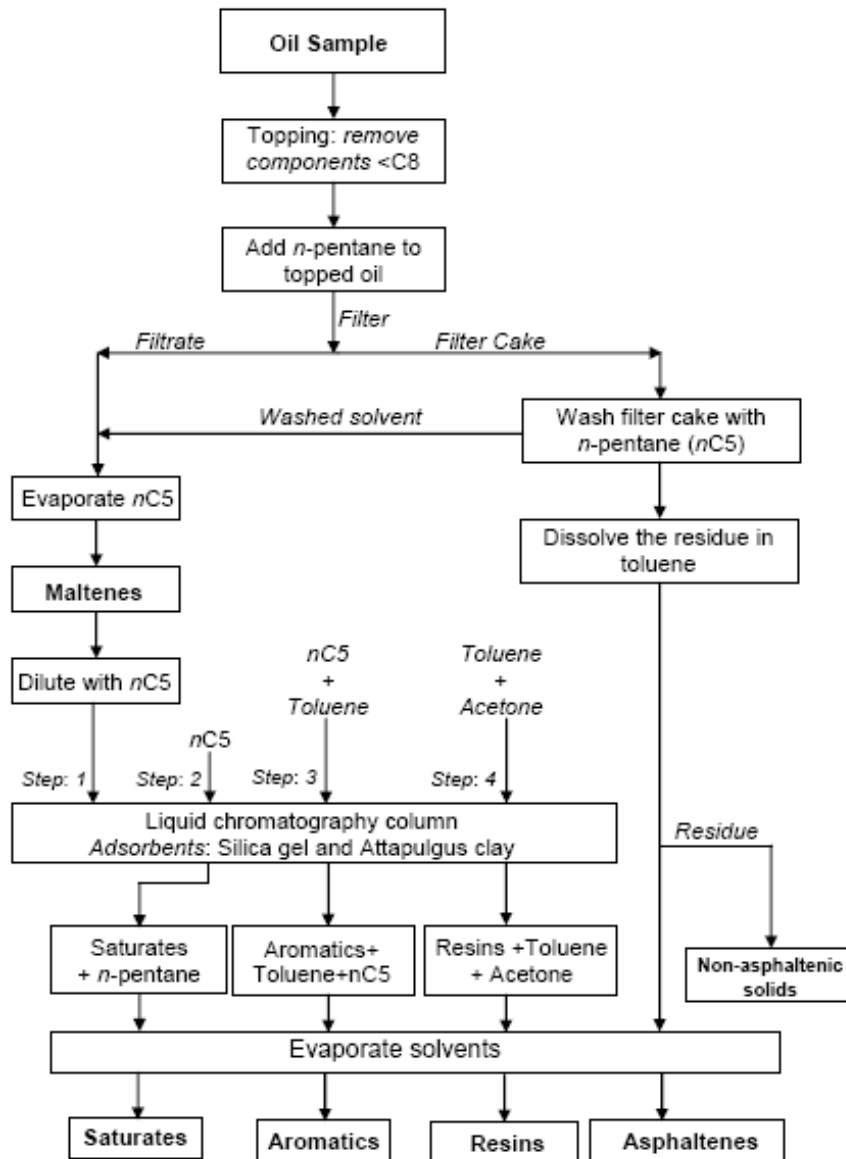 Oil Sample
Topping: remove
components <C8
Add n-pentane to
topped oil
Filter
Filtrate
Filter Cake
Washed solvent
Wash filter cake with
n-pentane (nC5)
Evaporate nC5
Dissolve the residue in
toluene
Maltenes
Dilute with nC5
nC5
+
Toluene
Toluene
+
Acetone
nC5
Step: 1
Step: 2
Step: 3
Step: 4
Liquid chromatography column
Adsorbents: Silica gel and Attapulgus clay
Residue
Saturates
+ n-pentane
Aromatics+
Toluene+nC5
Resins +Toluene
+ Acetone
Non-asphaltenic
solids
Evaporate solvents
Saturates
Aromatics
Resins
Asphaltenes